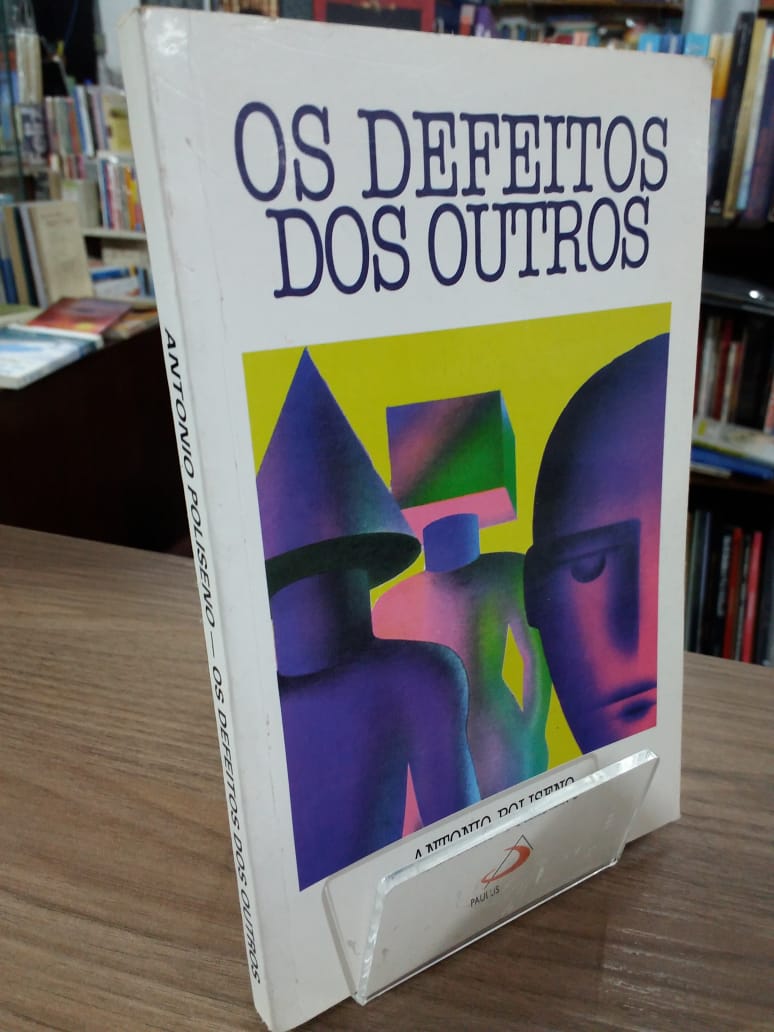 OS DEFEITOS
DOS OUTROS
ANTONIO POLISENO
PAULUS
ANTONIO POLISENO — OS DEFEITOS DOS OUTROS